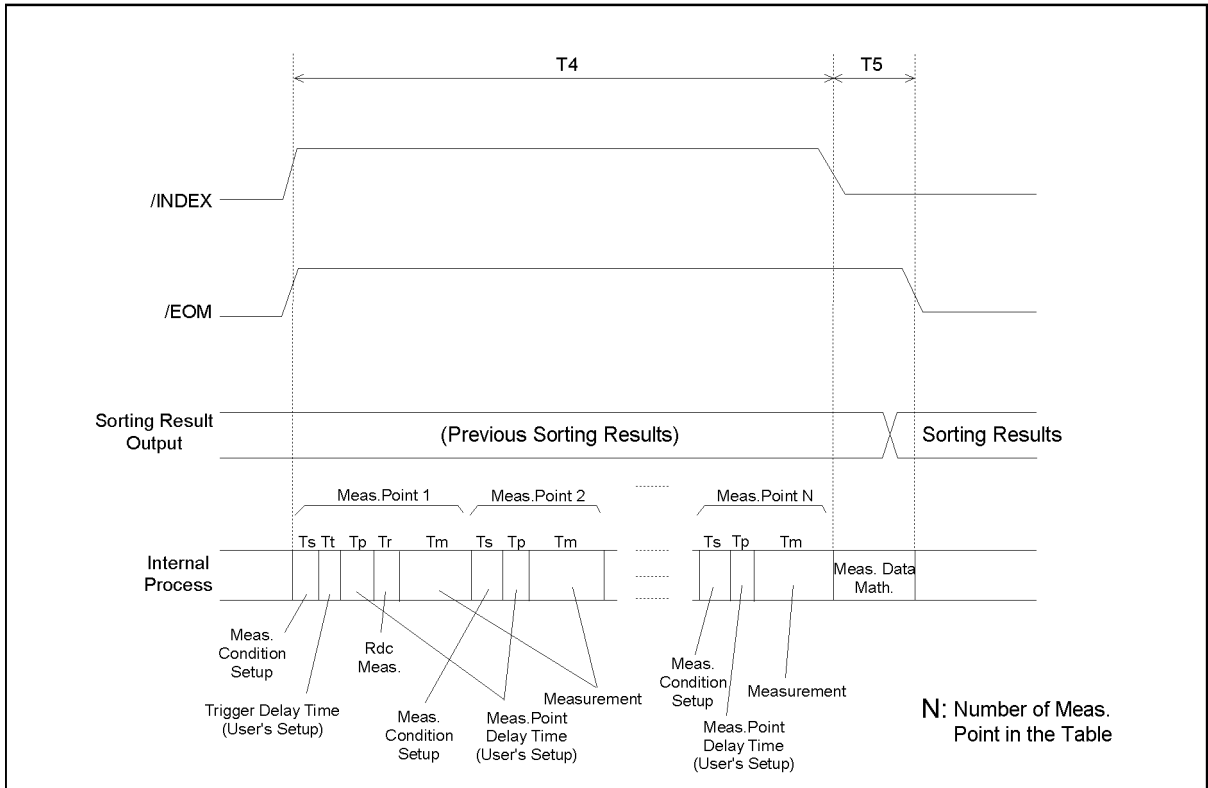 T4 T5
/INDEX
/EOM
Sorting Result
Output
(Previous Sorting Results) Sorting Results
Meas.Point 1 Meas.Point 2 Meas.Point N
Ts Tt Tp Tr Tm Ts Tp Tm Ts Tp Tm
Internal
Process
Meas. Data
Math.
Meas.
Condition
Setup
Rdc
Meas.
Trigger Delay Time
(User's Setup)
Meas.
Condition
Setup
Meas.Point
Delay Time
(User's Setup)
Measurement
Meas.
Condition
Setup
Measurement
Meas.Point
Delay Time
(User's Setup)
N: Number of Meas.
Point in the Table